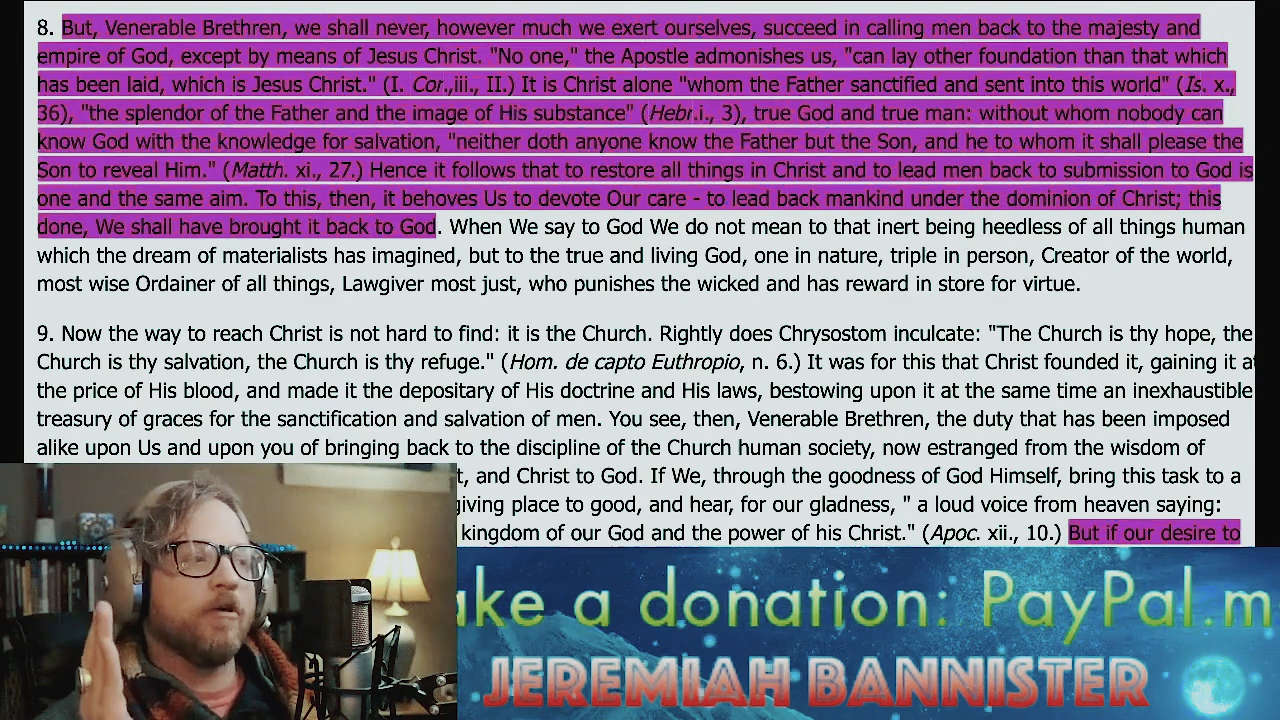 8. But, Venerable Brethren, we shall never, however much we exert ourselves, succeed in calling men back to the majesty and
empire of God, except by means of Jesus Christ. "No one," the Apostle admonishes us, "can lay other foundation than that which
has been laid, which is Jesus Christ." (I. Cor.,iii., II.) It is Christ alone "whom the Father sanctified and sent into this world" (Is. x.,
36), "the splendor of the Father and the image of His substance" (Hebr.i., 3), true God and true man: without whom nobody can
know God with the knowledge for salvation, "neither doth anyone know the Father but the Son, and he to whom it shall please the
Son to reveal Him." (Matth. xi., 27.) Hence it follows that to restore all things in Christ and to lead men back to submission to God is
one and the same aim. To this, then, it behoves Us to devote Our care - to lead back mankind under the dominion of Christ; this
done, We shall have brought it back to God. When We say to God We do not mean to that inert being heedless of all things human
which the dream of materialists has imagined, but to the true and living God, one in nature, triple in person, Creator of the world,
most wise Ordainer of all things, Lawgiver most just, who punishes the wicked and has reward in store for virtue.
9. Now the way to reach Christ is not hard to find: it is the Church. Rightly does Chrysostom inculcate: "The Church is thy hope, the
Church is thy salvation, the Church is thy refuge." (Hom. de capto Euthropio, n. 6.) It was for this that Christ founded it, gaining it at
the price of His blood, and made it the depositary of His doctrine and His laws, bestowing upon it at the same time an inexhaustible
treasury of graces for the sanctification and salvation of men. You see, then, Venerable Brethren, the duty that has been imposed
alike upon Us and upon you of bringing back to the discipline of the Church human society, now estranged from the wisdom of
t, and Christ to God. If We, through the goodness of God Himself, bring this task to a
giving place to good, and hear, for our gladness, " a loud voice from heaven saying:
kingdom of our God and the power of his Christ." (Apoc. xii., 10.) But if our desire to
ake a donation: PayPal.m
JEREMIAH BANNISTER